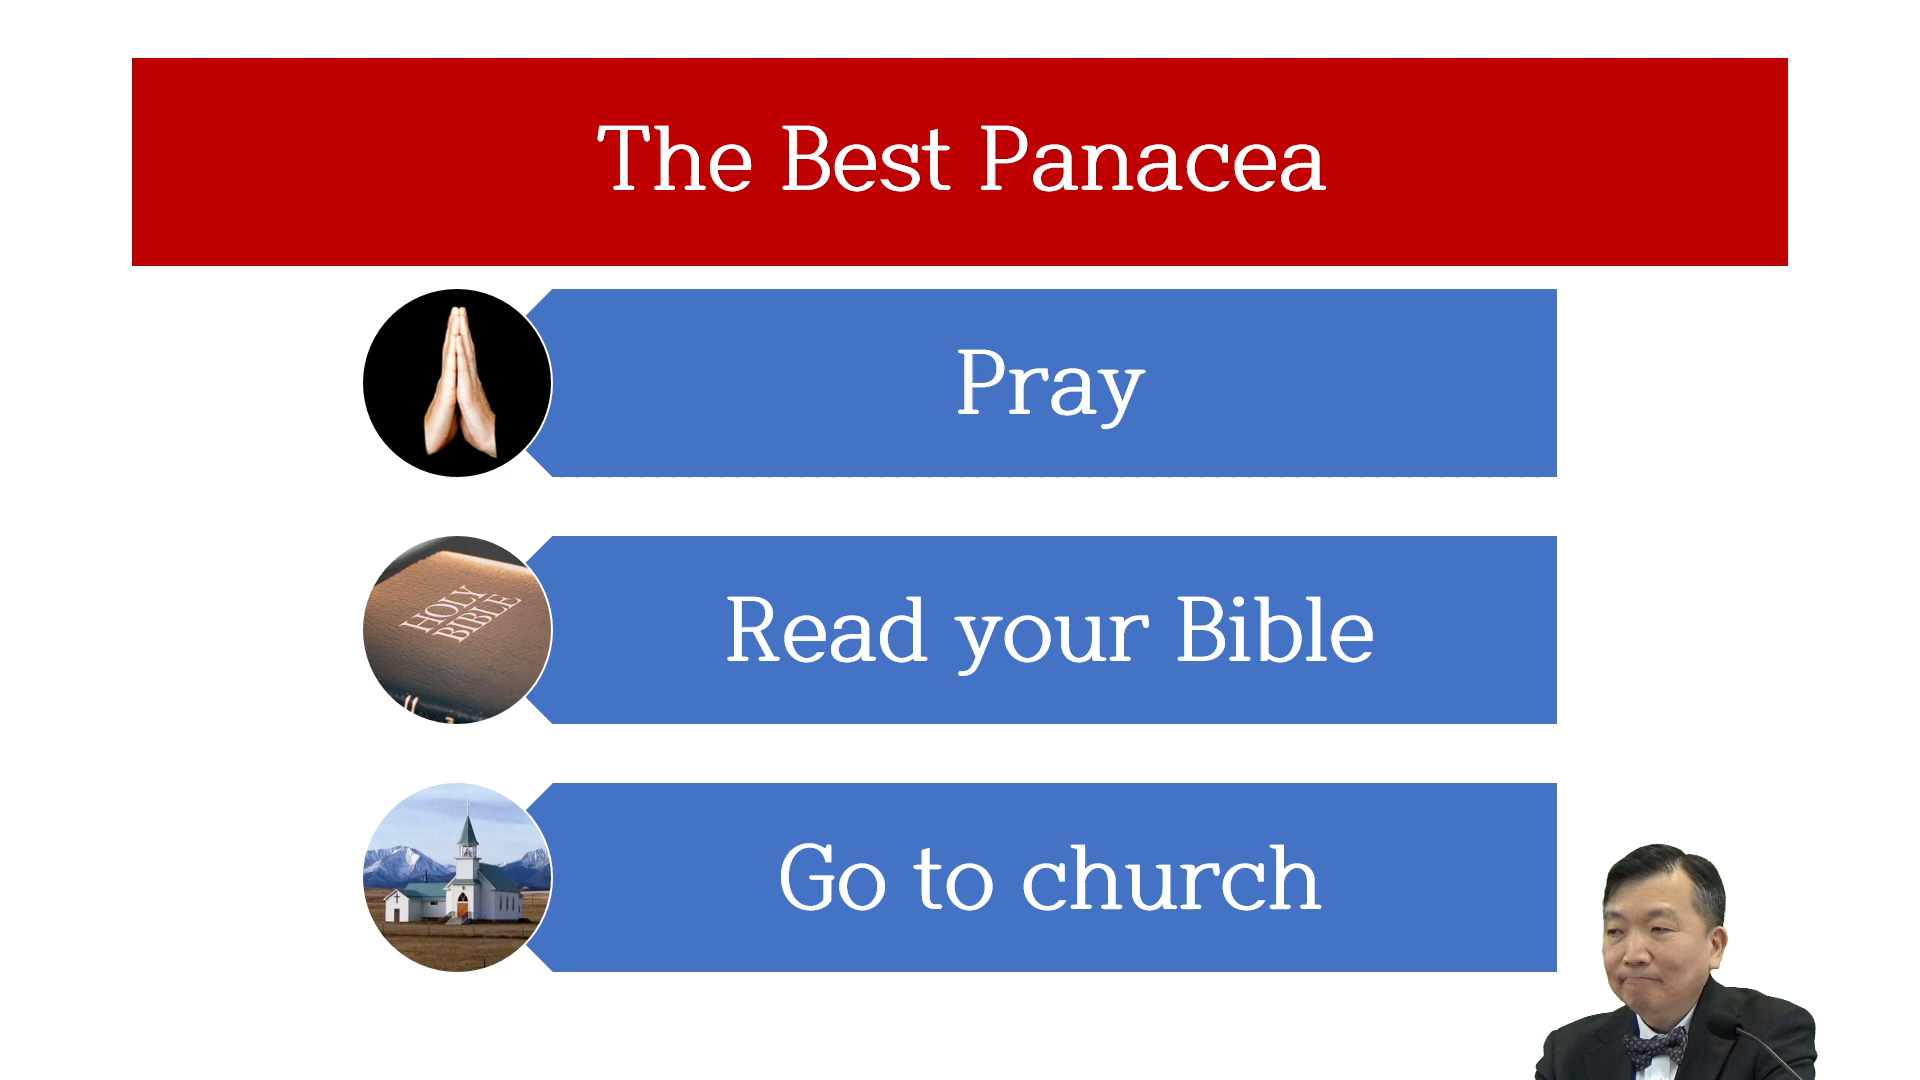 The Best Panacea
Pray
HOLY
BIBLE
Read your Bible
Go to church